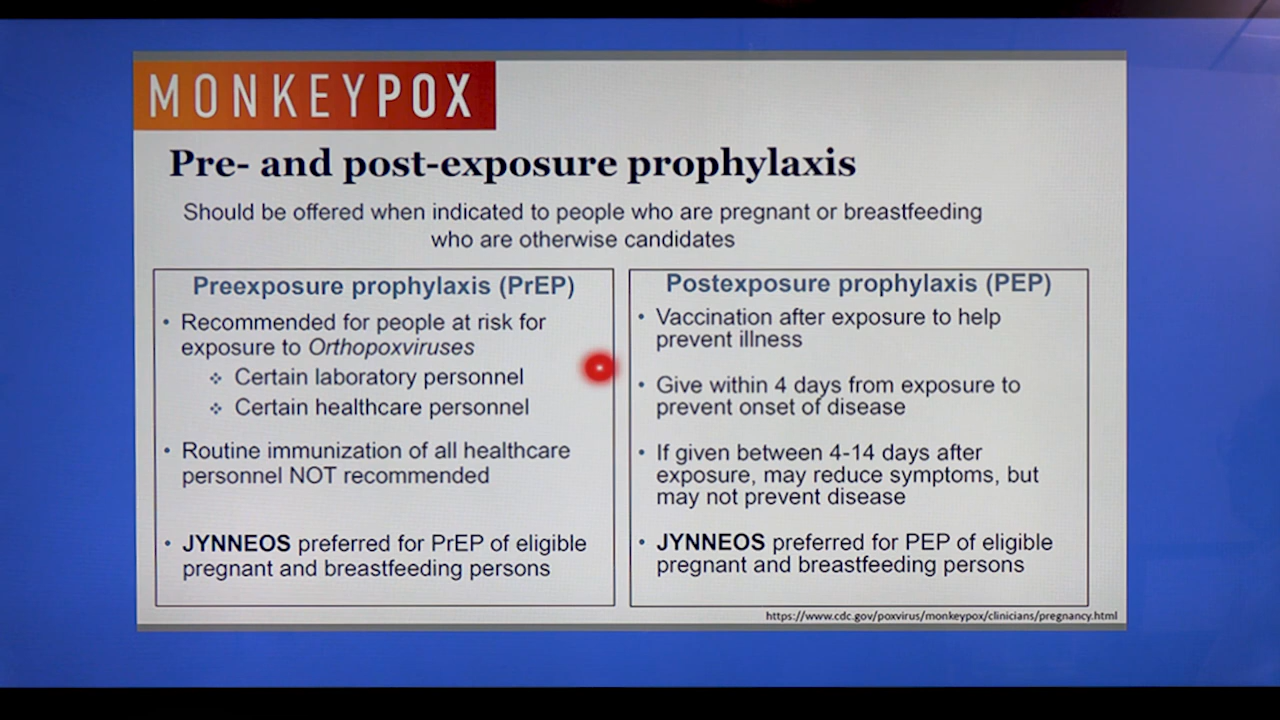 MONKEYPOX
Pre- and post-exposure prophylaxis
Should be offered when indicated to people who are pregnant or breastfeeding
who are otherwise candidates
Preexposure prophylaxis (PrEP)
• Recommended for people at risk for
exposure to Orthopoxviruses
❖ Certain laboratory personnel
❖ Certain healthcare personnel
• Routine immunization of all healthcare
personnel NOT recommended
• JYNNEOS preferred for PrEP of eligible
pregnant and breastfeeding persons
Postexposure prophylaxis (PEP)
• Vaccination after exposure to help
prevent illness
• Give within 4 days from exposure to
prevent onset of disease
• If given between 4-14 days after
exposure, may reduce symptoms, but
may not prevent disease
• JYNNEOS preferred for PEP of eligible
pregnant and breastfeeding persons
https://www.cdc.gov/poxvirus/monkeypox/clinicians/pregnancy.html